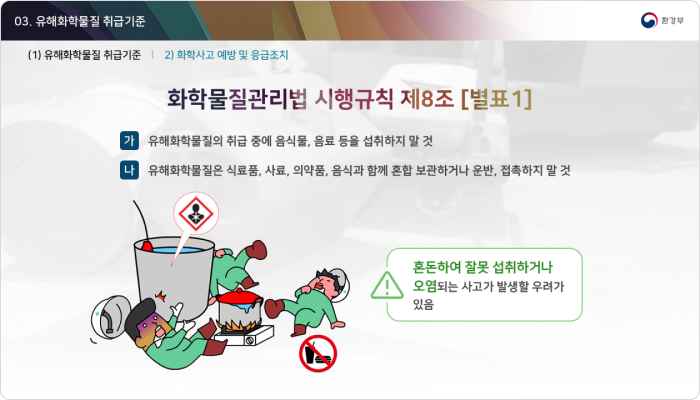 03. 유해화학물질 취급기준
환경부
(1) 유해화학물질 취급기준 | 2) 화학사고 예방 및 응급조치
화학물질관리법 시행규칙 제8조 [별표1]
가 유해화학물질의 취급 중에 음식물, 음료 등을 섭취하지 말 것
나 유해화학물질은 식료품, 사료, 의약품, 음식과 함께 혼합 보관하거나 운반, 접촉하지 말 것
혼돈하여 잘못 섭취하거나
오염되는 사고가 발생할 우려가
있음